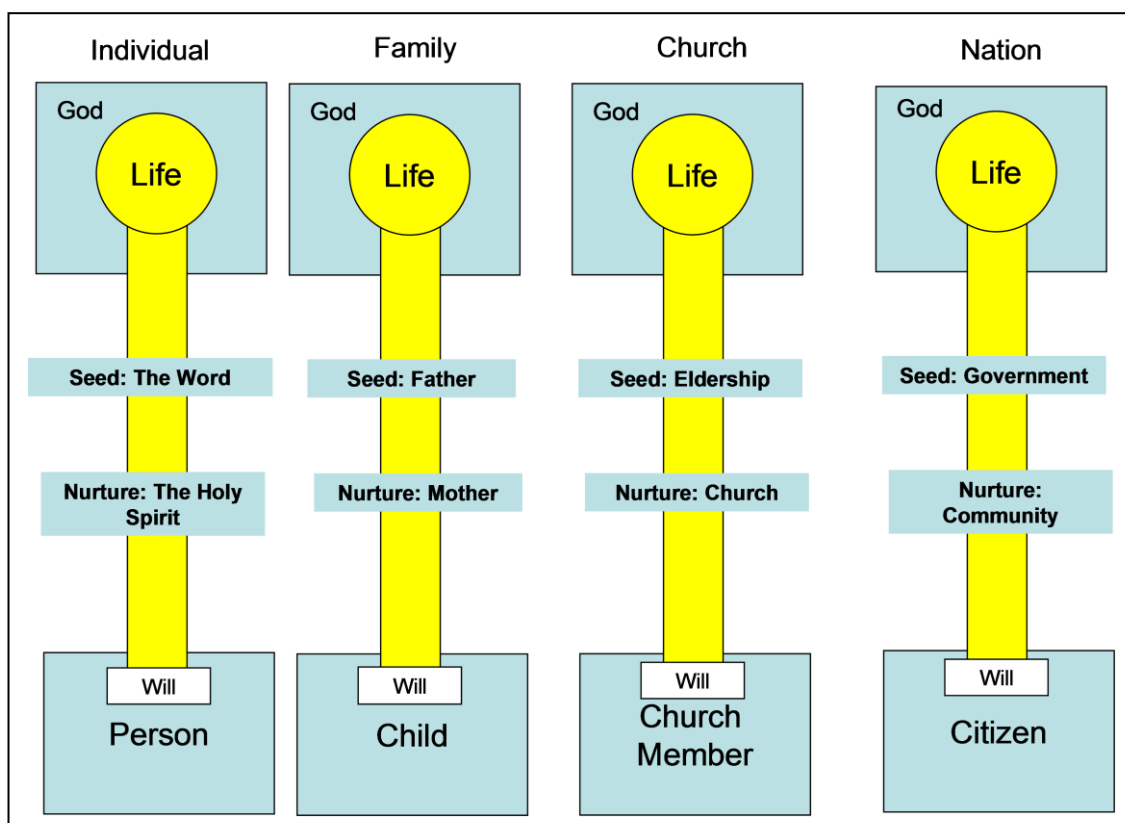 Individual
Family
Church
Nation
God
God
God
God
Life
Life
Life
Life
Seed: The Word
Seed: Father
Seed: Eldership
Seed: Government
Nurture: The Holy
Spirit
Nurture: Mother
Nurture: Church
Nurture:
Community
Will
Will
Will
Will
Person
Child
Church
Member
Citizen